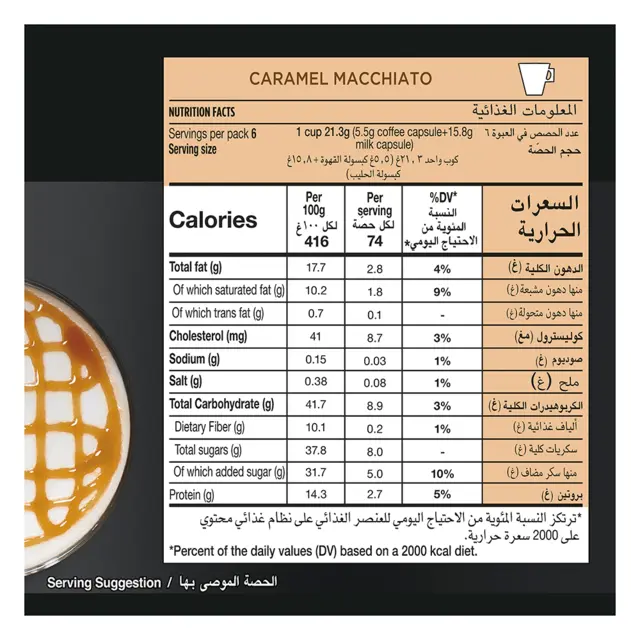 CARAMEL MACCHIATO
NUTRITION FACTS المعلومات الغذائية
Servings per pack 6
Serving size
1 cup 21.3g (5.5g coffee capsule+15.8g
milk capsule)
كوب واحد ٢١,٣غ (٥,٥غ كبسولة القهوة + ١٥,٨غ
كبسولة الحليب)
عدد الحصص في العبوة ٦
حجم الحصّة
Calories
Per
100g
لكل ١٠٠غ
416
Per
serving
لكل حصّة
74
%DV*
النسبة
المئوية من
الاحتياج اليومي*
السعرات
الحرارية
Total fat (g) 17.7 2.8 4% الدهون الكلية (غ)
Of which saturated fat (g) 10.2 1.8 9% منها دهون مشبعة (غ)
Of which trans fat (g) 0.7 0.1 - منها دهون متحولة (غ)
Cholesterol (mg) 41 8.7 3% كوليسترول (مغ)
Sodium (g) 0.15 0.03 1% صوديوم (غ)
Salt (g) 0.38 0.08 1% ملح (غ)
Total Carbohydrate (g) 41.7 8.9 3% الكربوهيدرات الكلية (غ)
Dietary Fiber (g) 10.1 0.2 1% ألياف غذائية (غ)
Total sugars (g) 37.8 8.0 - سكريات كلية (غ)
Of which added sugar (g) 31.7 5.0 10% منها سكر مضاف (غ)
Protein (g) 14.3 2.7 5% بروتين (غ)
*ترتكز النسبة المئوية من الاحتياج اليومي للعنصر الغذائي على نظام غذائي محتوي
على 2000 سعرة حرارية.
*Percent of the daily values (DV) based on a 2000 kcal diet.
Serving Suggestion / الحصة الموصى بها